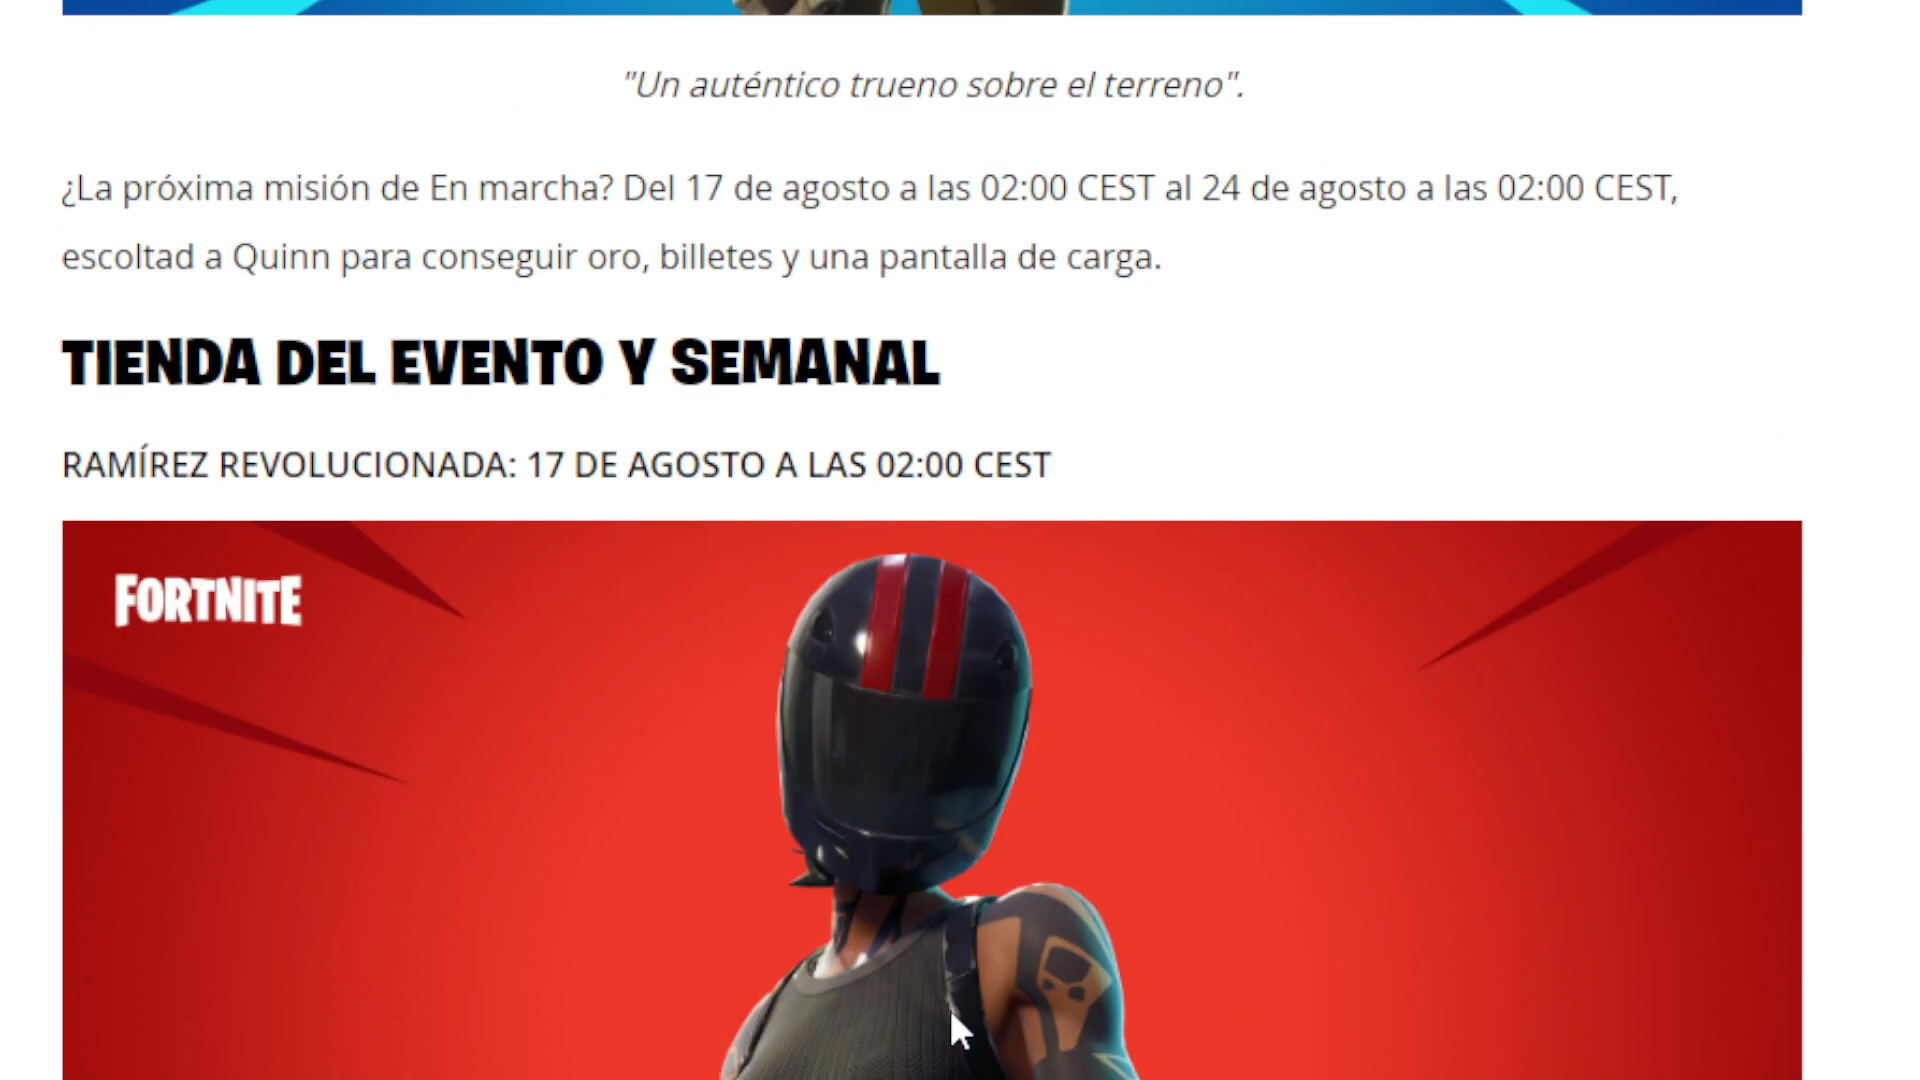 "Un auténtico trueno sobre el terreno".
¿La próxima misión de En marcha? Del 17 de agosto a las 02:00 CEST al 24 de agosto a las 02:00 CEST,
escoltad a Quinn para conseguir oro, billetes y una pantalla de carga.
TIENDA DEL EVENTO Y SEMANAL
RAMÍREZ REVOLUCIONADA: 17 DE AGOSTO A LAS 02:00 CEST
FORTNITE